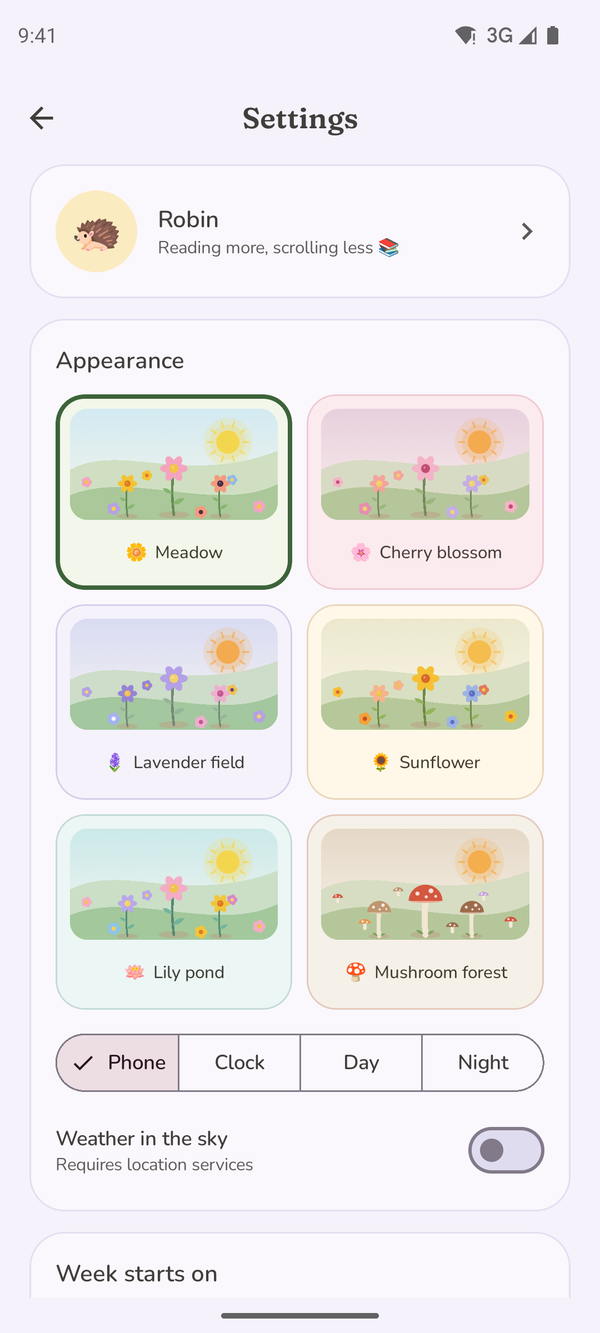 9:41
3G
Settings
Robin
Reading more, scrolling less 📚
Appearance
🌼 Meadow
🌸 Cherry blossom
🪻 Lavender field
🌻 Sunflower
🪷 Lily pond
🍄 Mushroom forest
Phone
Clock
Day
Night
Weather in the sky
Requires location services
Week starts on